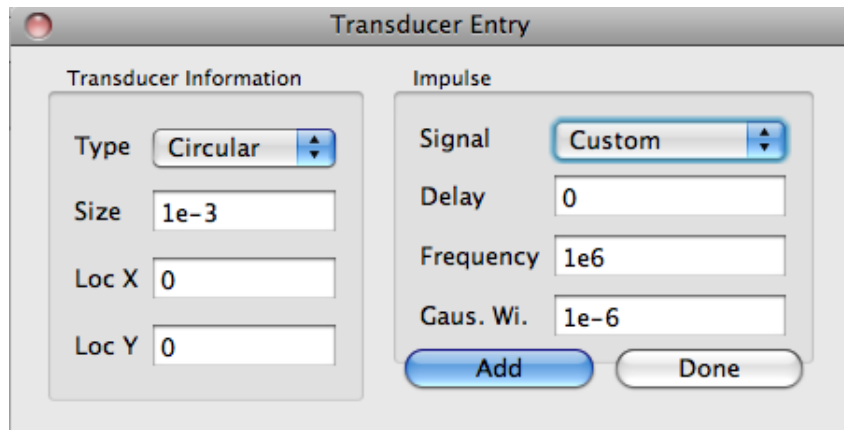 Transducer Entry
Transducer Information
Type Circular
Size 1e-3
Loc X 0
Loc Y 0
Impulse
Signal Custom
Delay 0
Frequency 1e6
Gaus. Wi. 1e-6
Add Done